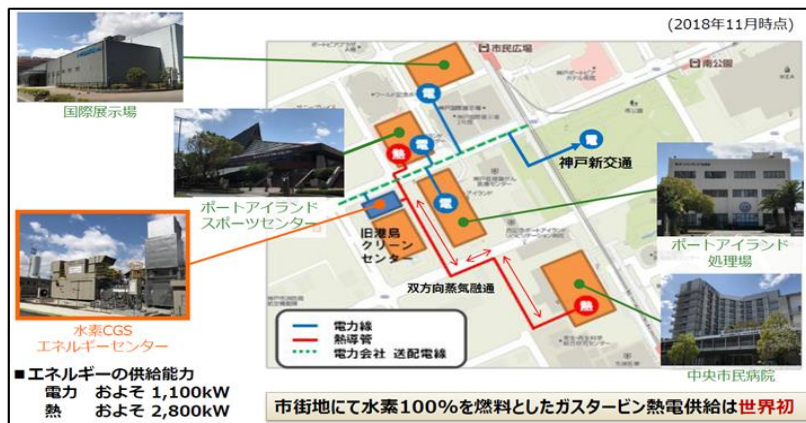 (2018年11月時点)
国際展示場
市民広場
南公園
IKEA
電
電
熱
電
神戸新交通
ポートアイランド
スポーツセンター
電
旧港島
クリーン
センター
ポートアイランド
処理場
双方向蒸気融通
熱
水素CGS
エネルギーセンター
電力線
熱導管
電力会社 送配電線
中央市民病院
■エネルギーの供給能力
電力 およそ 1,100kW
熱 およそ 2,800kW
市街地にて水素100%を燃料としたガスタービン熱電供給は世界初